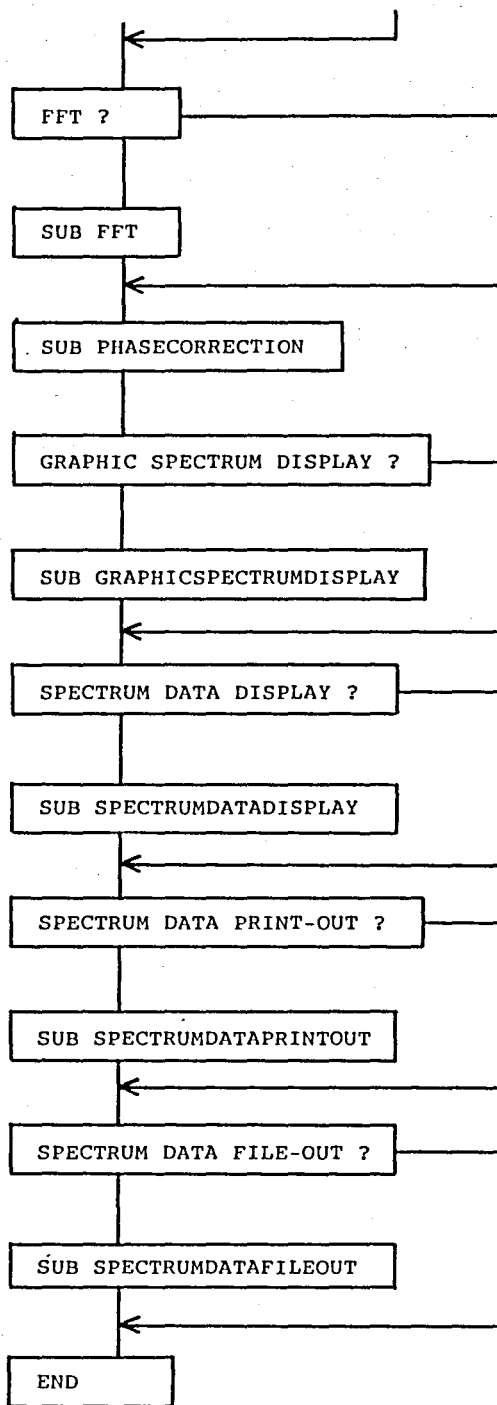 FFT ?
SUB FFT
SUB PHASECORRECTION
GRAPHIC SPECTRUM DISPLAY ?
SUB GRAPHICSPECTRUMDISPLAY
SPECTRUM DATA DISPLAY ?
SUB SPECTRUMDATADISPLAY
SPECTRUM DATA PRINT-OUT ?
SUB SPECTRUMDATAPRINTOUT
SPECTRUM DATA FILE-OUT ?
SUB SPECTRUMDATAFILEOUT
END